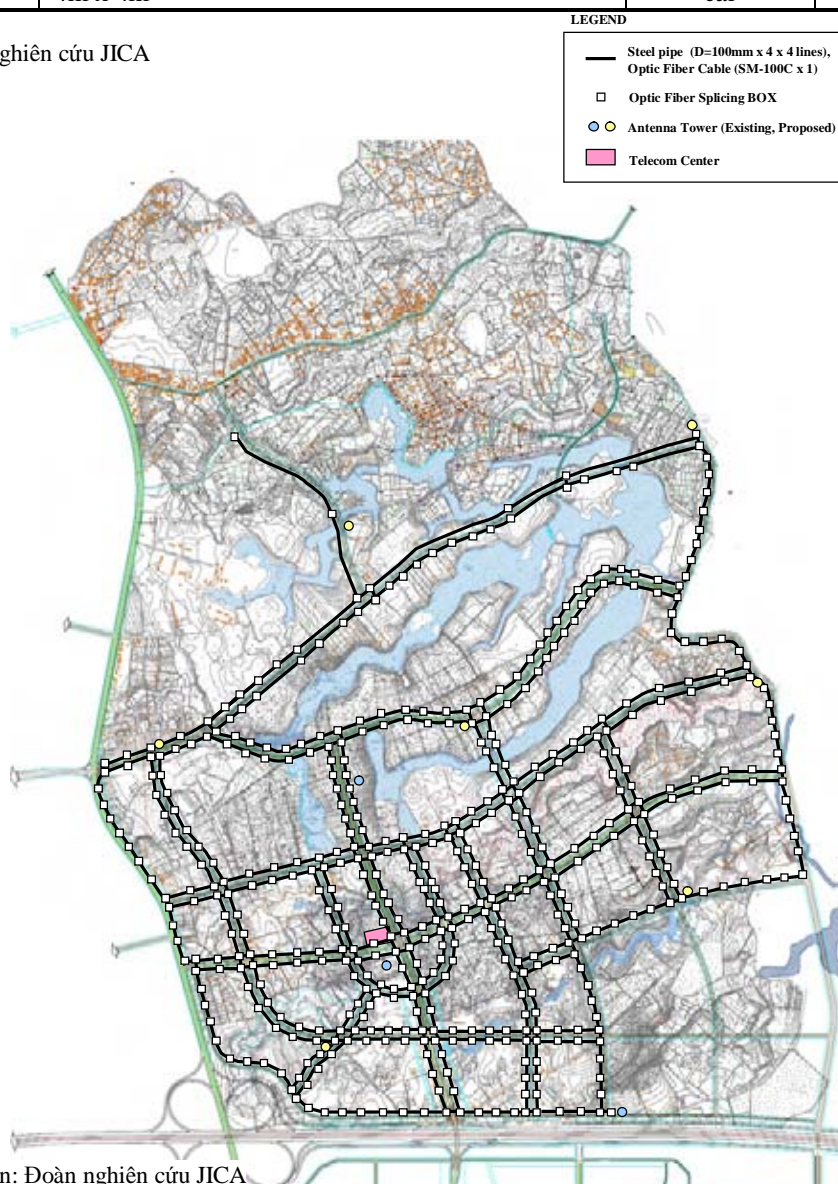 LEGEND
ghiên cứu JICA
Steel pipe (D=100mm x 4 x 4 lines),
Optic Fiber Cable (SM-100C x 1)
Optic Fiber Splicing BOX
Antenna Tower (Existing, Proposed)
Telecom Center
n: Đoàn nghiên cứu JICA